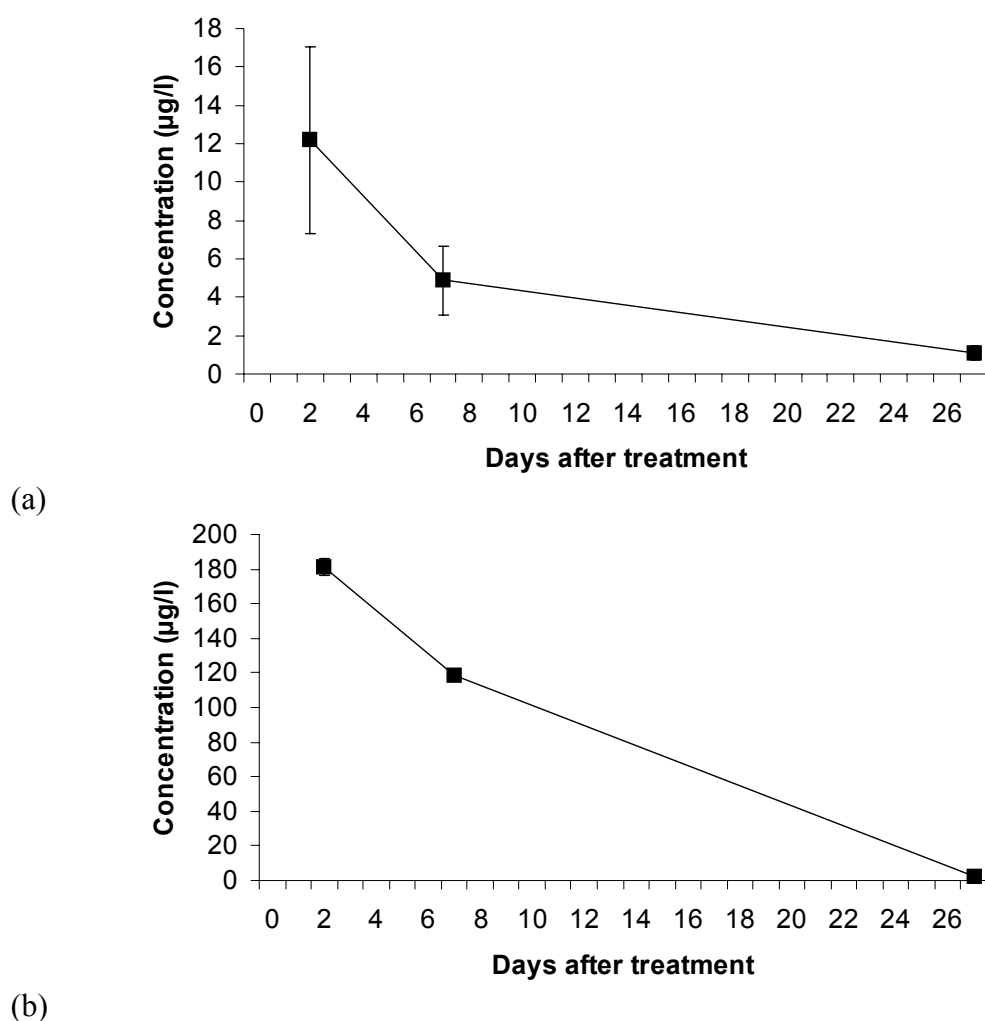 18
16
14
12
10
8
6
4
2
0
Concentration (µg/l)
0 2 4 6 8 10 12 14 16 18 20 22 24 26
Days after treatment
(a)
200
180
160
140
120
100
80
60
40
20
0
Concentration (µg/l)
0 2 4 6 8 10 12 14 16 18 20 22 24 26
Days after treatment
(b)